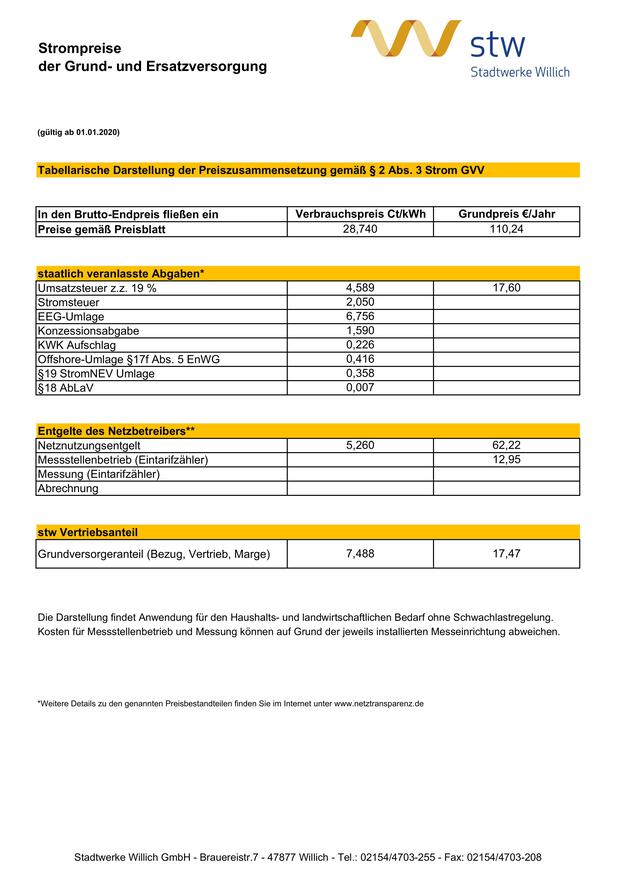 Strompreise
der Grund- und Ersatzversorgung
stw
Stadtwerke Willich
(gültig ab 01.01.2020)
Tabellarische Darstellung der Preiszusammensetzung gemäß § 2 Abs. 3 Strom GVV
In den Brutto-Endpreis fließen ein Verbrauchspreis Ct/kWh Grundpreis €/Jahr
Preise gemäß Preisblatt 28,740 110,24
staatlich veranlasste Abgaben*
Umsatzsteuer z.z. 19 % 4,589 17,60
Stromsteuer 2,050
EEG-Umlage 6,756
Konzessionsabgabe 1,590
KWK Aufschlag 0,226
Offshore-Umlage §17f Abs. 5 EnWG 0,416
§19 StromNEV Umlage 0,358
§18 AbLaV 0,007
Entgelte des Netzbetreibers**
Netznutzungsentgelt 5,260 62,22
Messstellenbetrieb (Eintarifzähler) 12,95
Messung (Eintarifzähler)
Abrechnung
stw Vertriebsanteil
Grundversorgeranteil (Bezug, Vertrieb, Marge) 7,488 17,47
Die Darstellung findet Anwendung für den Haushalts- und landwirtschaftlichen Bedarf ohne Schwachlastregelung.
Kosten für Messstellenbetrieb und Messung können auf Grund der jeweils installierten Messeinrichtung abweichen.
*Weitere Details zu den genannten Preisbestandteilen finden Sie im Internet unter www.netztransparenz.de
Stadtwerke Willich GmbH - Brauereistr.7 - 47877 Willich - Tel.: 02154/4703-255 - Fax: 02154/4703-208